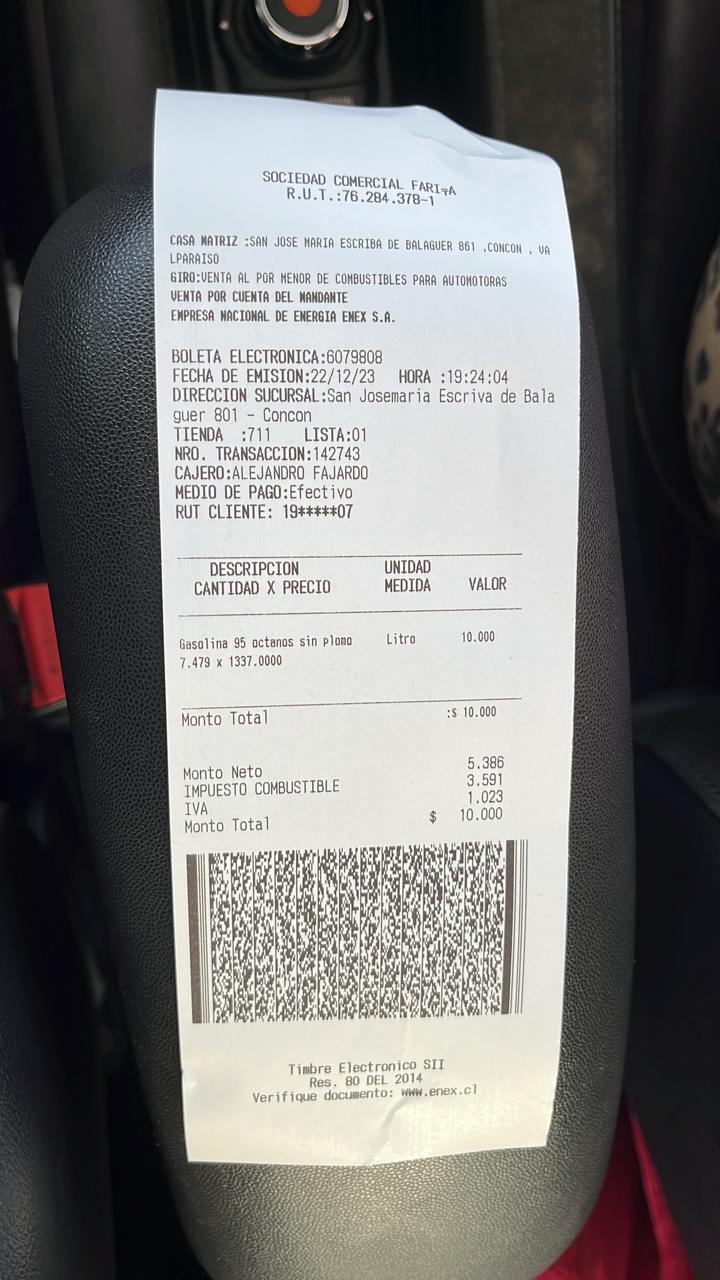 SOCIEDAD COMERCIAL FARIÑA
R.U.T.:76.284.378-1
CASA MATRIZ :SAN JOSE MARIA ESCRIBA DE BALAGUER 861 ,CONCON , VA
LPARAISO
GIRO:VENTA AL POR MENOR DE COMBUSTIBLES PARA AUTOMOTORAS
VENTA POR CUENTA DEL MANDANTE
EMPRESA NACIONAL DE ENERGIA ENEX S.A.
BOLETA ELECTRONICA:6079808
FECHA DE EMISION:22/12/23 HORA :19:24:04
DIRECCION SUCURSAL:San Josemaria Escriva de Bala
guer 801 - Concon
TIENDA :711 LISTA:01
NRO. TRANSACCION:142743
CAJERO:ALEJANDRO FAJARDO
MEDIO DE PAGO:Efectivo
RUT CLIENTE: 19*****07
DESCRIPCION UNIDAD
CANTIDAD X PRECIO MEDIDA VALOR
Gasolina 95 octanos sin plomo Litro 10.000
7.479 x 1337.0000
Monto Total :$ 10.000
Monto Neto 5.386
IMPUESTO COMBUSTIBLE 3.591
IVA 1.023
Monto Total $ 10.000
Timbre Electronico SII
Res. 80 DEL 2014
Verifique documento: www.enex.cl